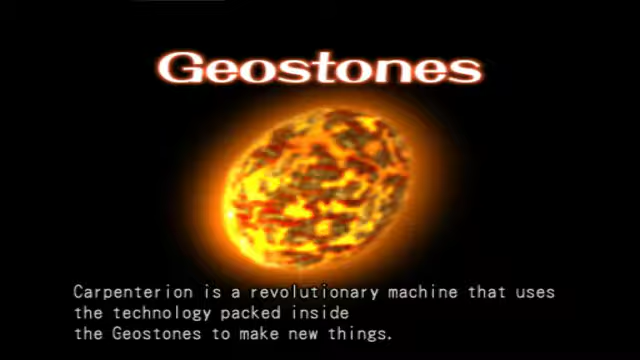 Geostones
Carpenterion is a revolutionary machine that uses
the technology packed inside
the Geostones to make new things.